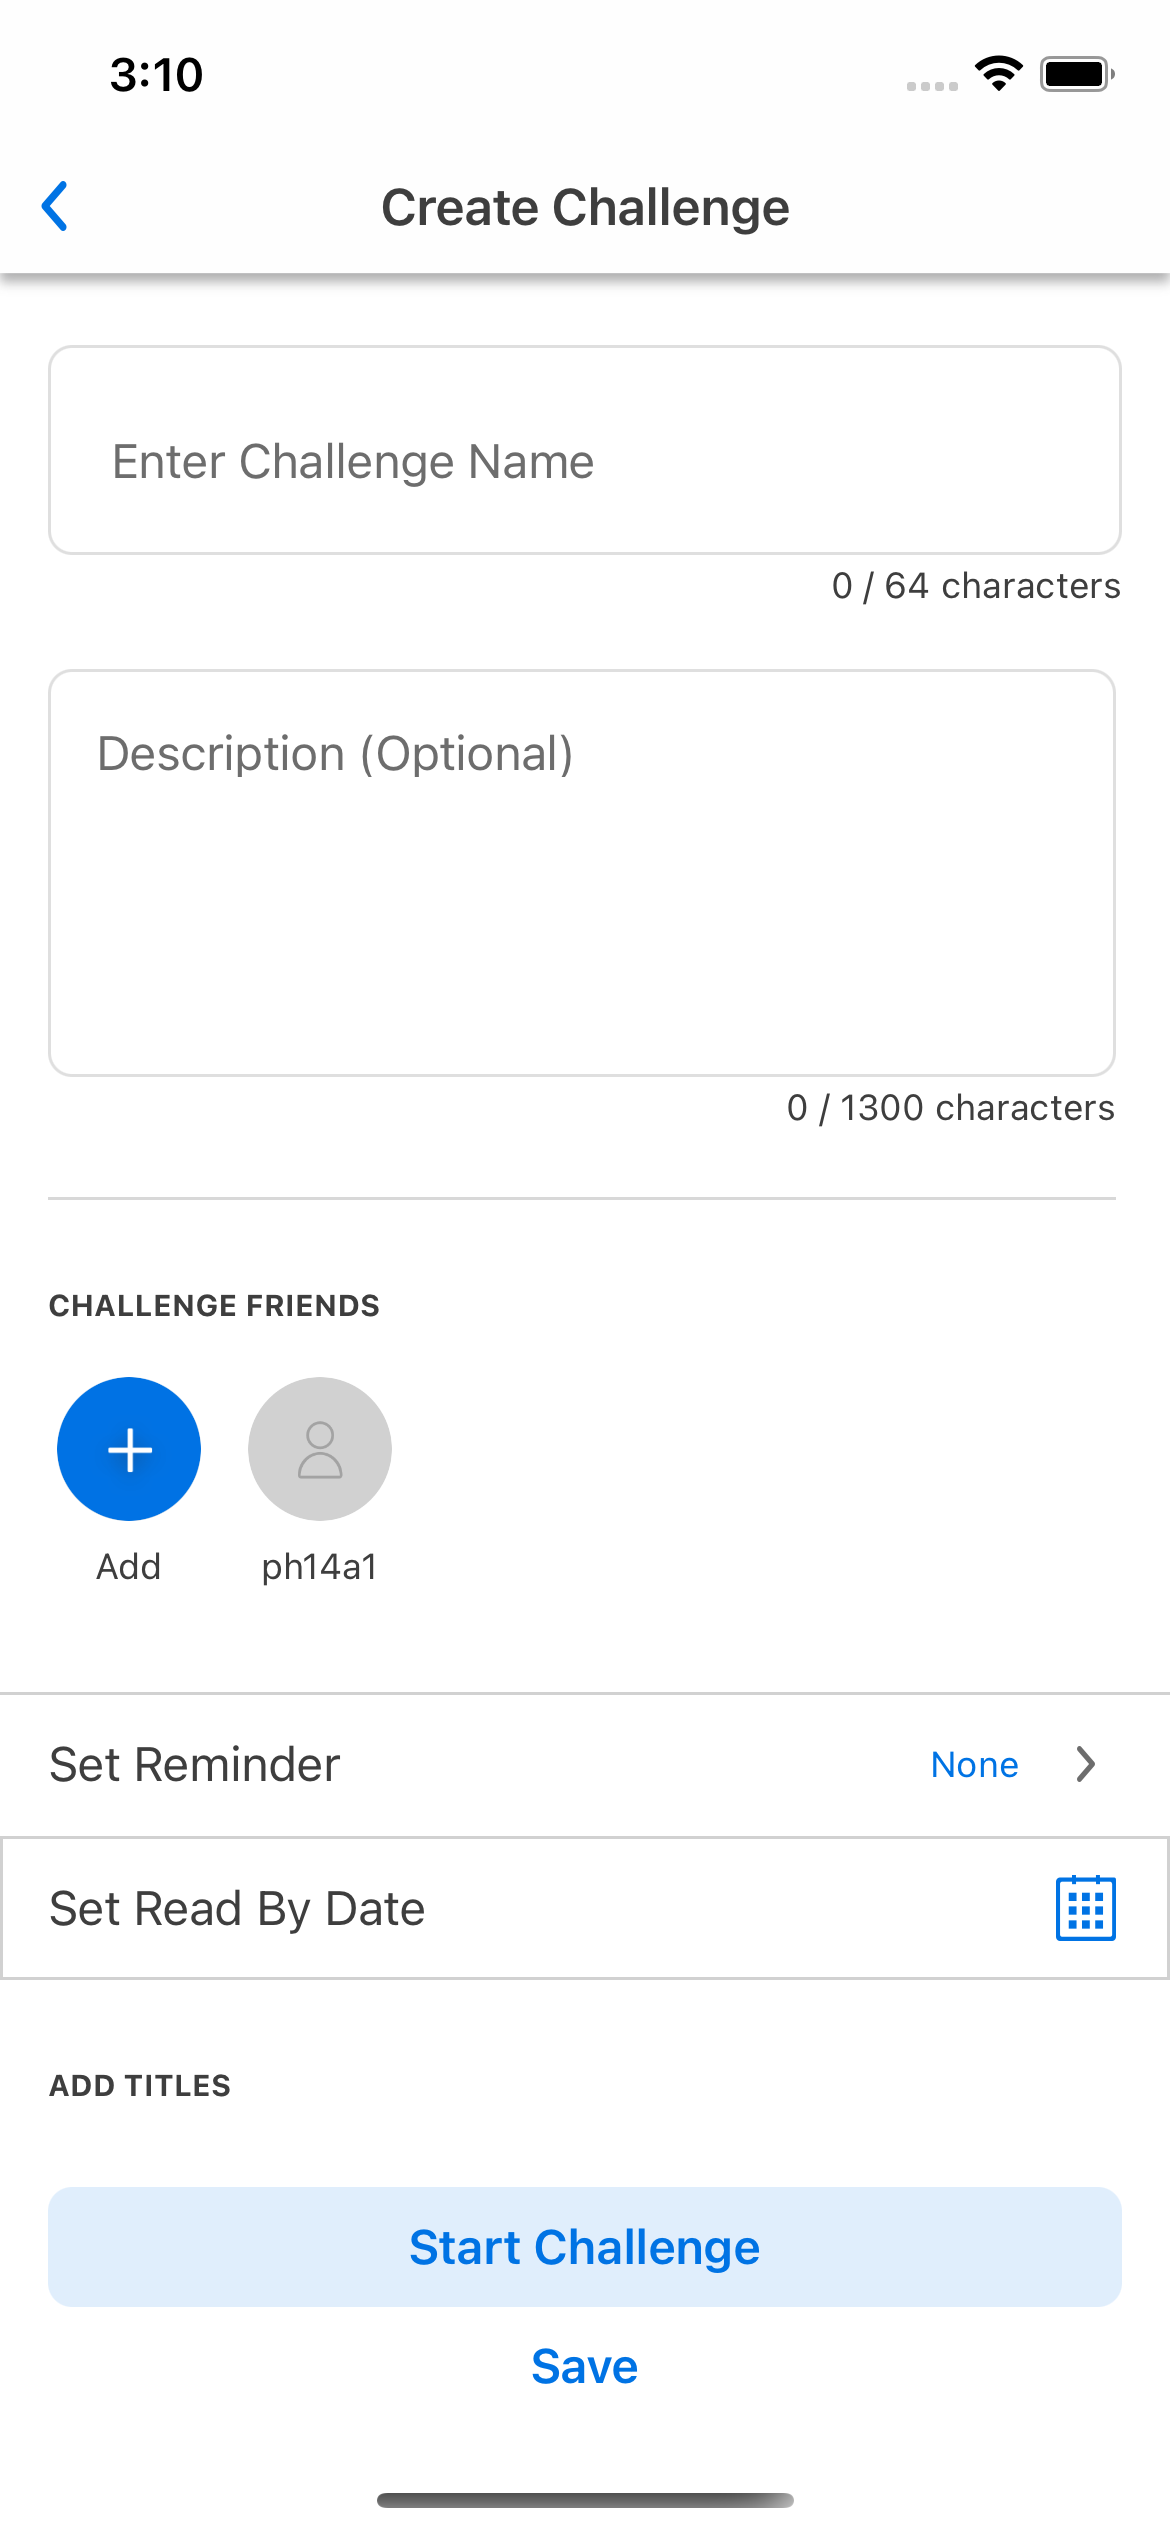 3:10
Create Challenge
Enter Challenge Name
0 / 64 characters
Description (Optional)
0 / 1300 characters
CHALLENGE FRIENDS
Add
ph14a1
Set Reminder
None
Set Read By Date
ADD TITLES
Start Challenge
Save